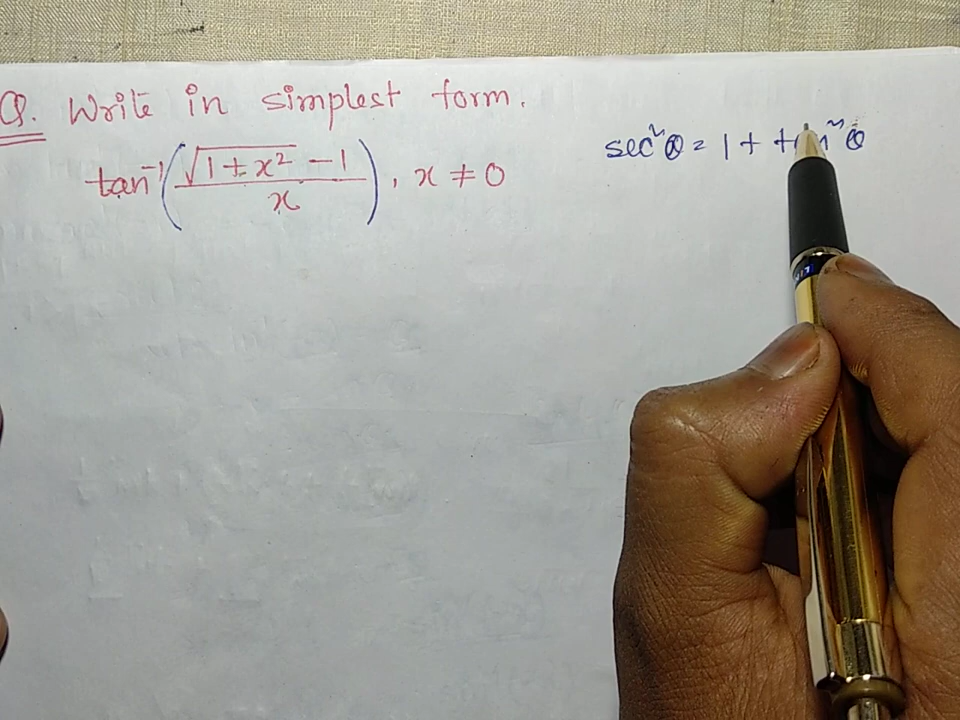 Q. Write in simplest form.
tan⁻¹(√(1+x²) −1 / x), x ≠ 0
sec²θ = 1 + tan²θ